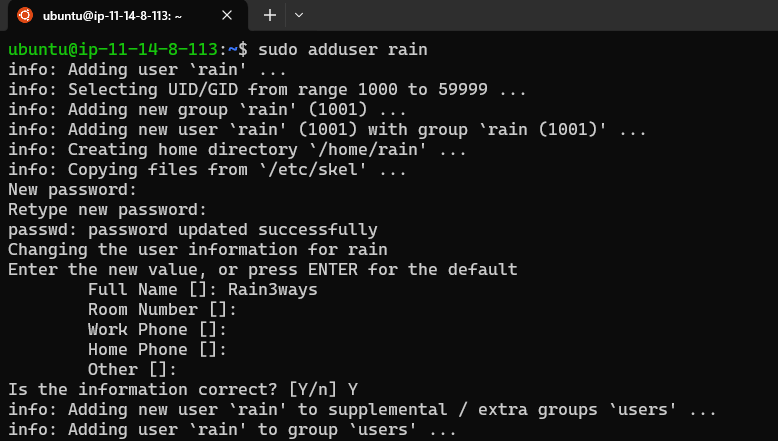 ubuntu@ip-11-14-8-113: ~
ubuntu@ip-11-14-8-113:~$ sudo adduser rain
info: Adding user `rain' ...
info: Selecting UID/GID from range 1000 to 59999 ...
info: Adding new group `rain' (1001) ...
info: Adding new user `rain' (1001) with group `rain (1001)' ...
info: Creating home directory `/home/rain' ...
info: Copying files from `/etc/skel' ...
New password:
Retype new password:
passwd: password updated successfully
Changing the user information for rain
Enter the new value, or press ENTER for the default
        Full Name []: Rain3ways
        Room Number []:
        Work Phone []:
        Home Phone []:
        Other []:
Is the information correct? [Y/n] Y
info: Adding new user `rain' to supplemental / extra groups `users' ...
info: Adding user `rain' to group `users' ...